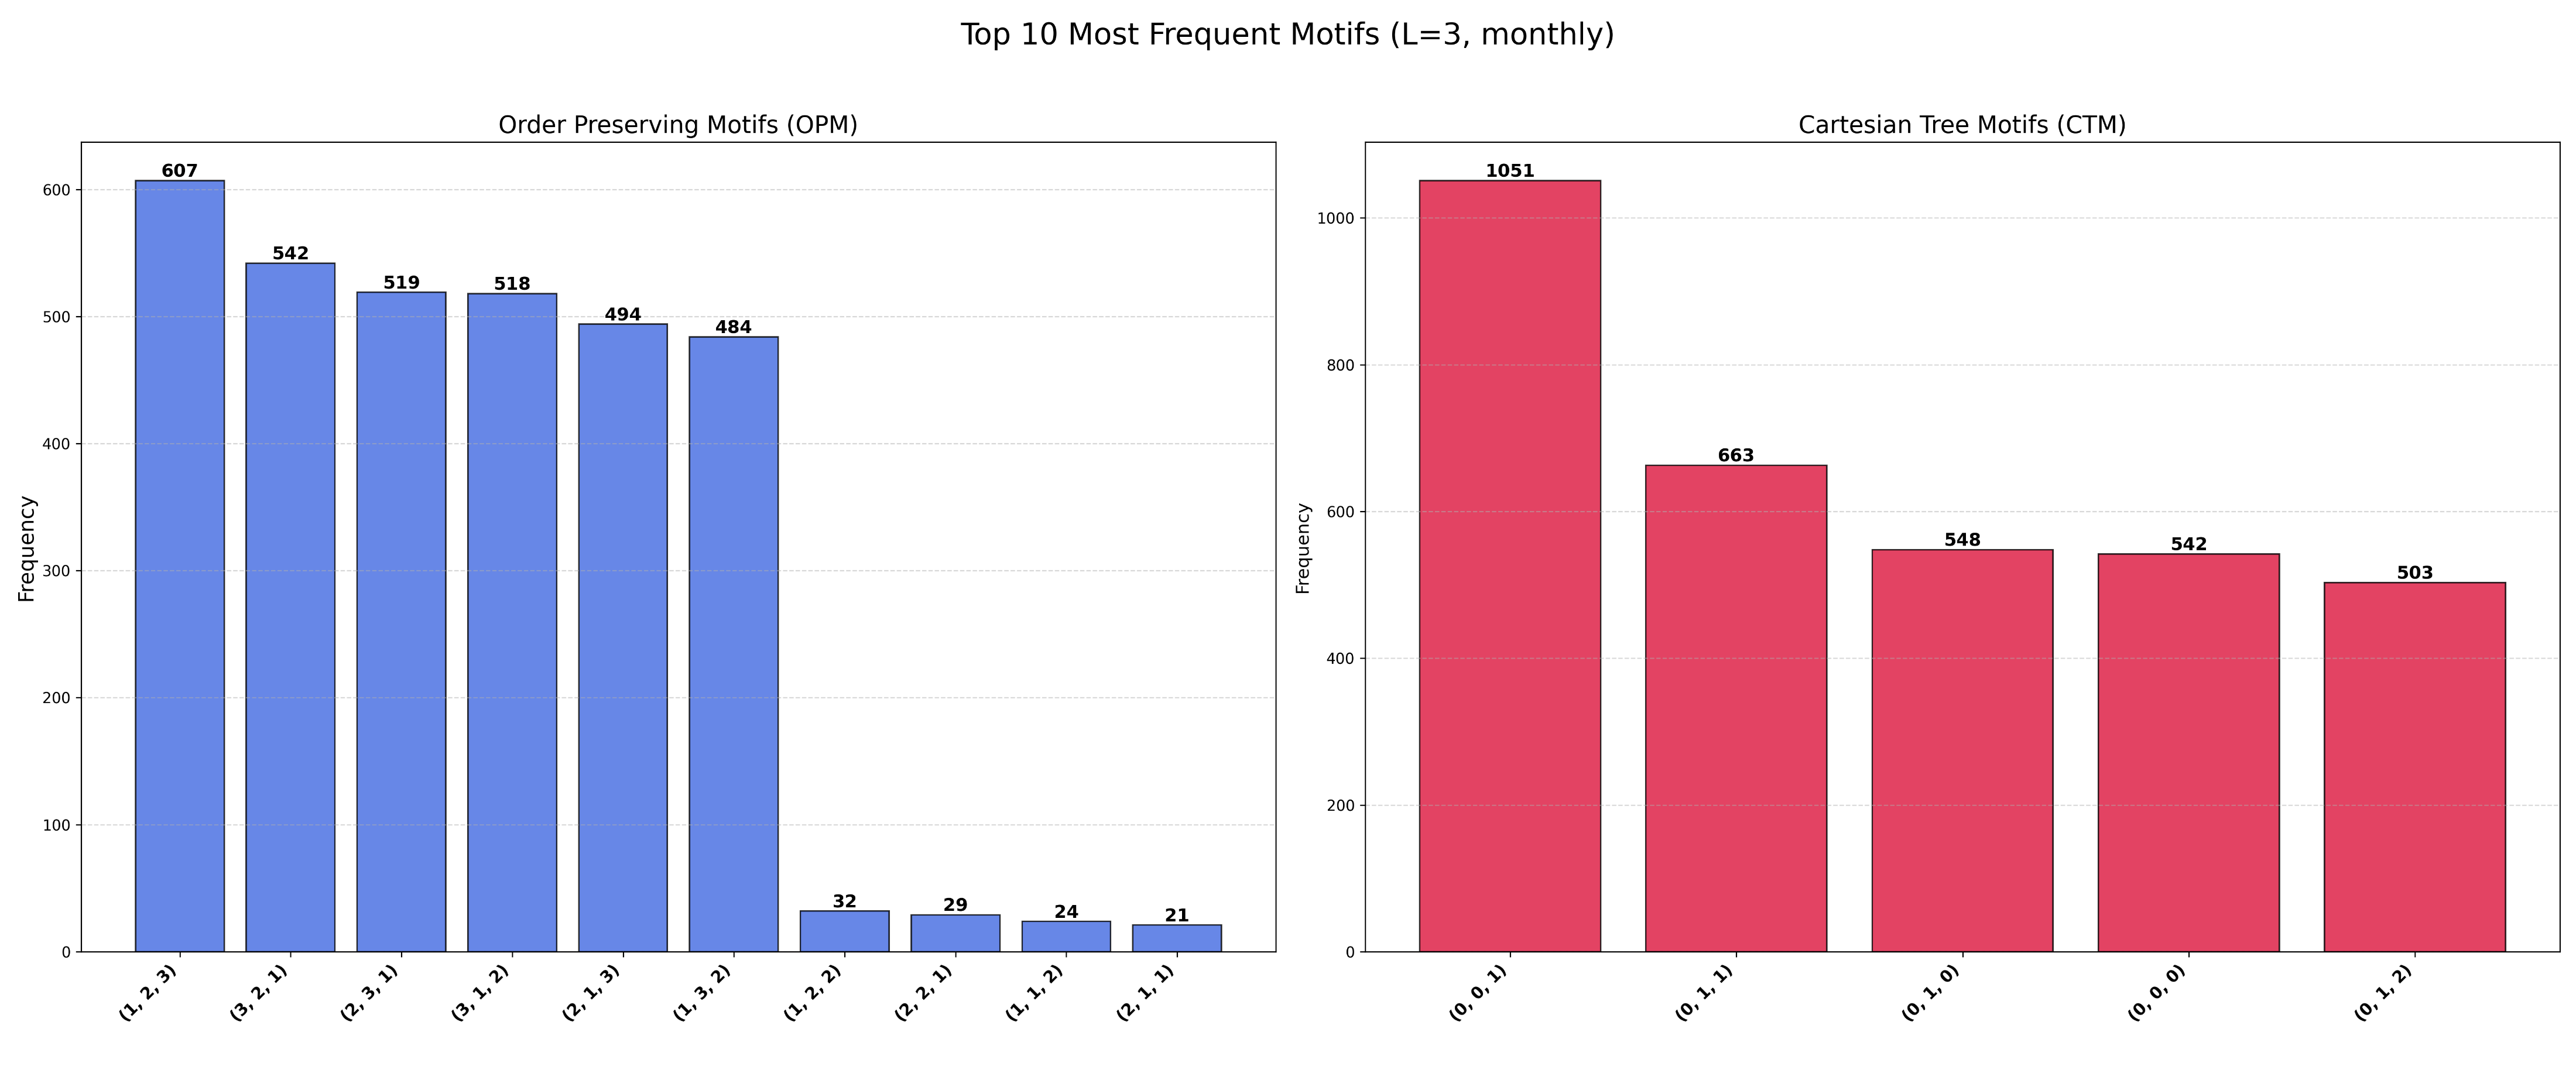 Top 10 Most Frequent Motifs (L=3, monthly)
Order Preserving Motifs (OPM)
Frequency
600
500
400
300
200
100
0
607
542
519
518
494
484
32
29
24
21
(1, 2, 3)
(3, 2, 1)
(2, 3, 1)
(3, 1, 2)
(2, 1, 3)
(1, 3, 2)
(1, 2, 2)
(2, 2, 1)
(1, 1, 2)
(2, 1, 1)
Cartesian Tree Motifs (CTM)
Frequency
1000
800
600
400
200
0
1051
663
548
542
503
(0, 0, 1)
(0, 1, 1)
(0, 1, 0)
(0, 0, 0)
(0, 1, 2)